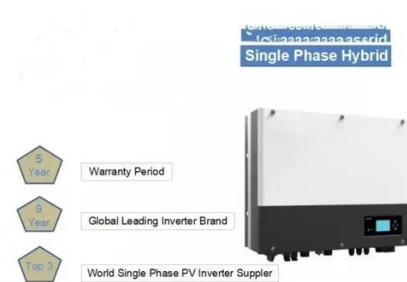 Single Phase Hybrid
5
Year
Warranty Period
9
Year
Global Leading Inverter Brand
Top 3
World Single Phase PV Inverter Suppler